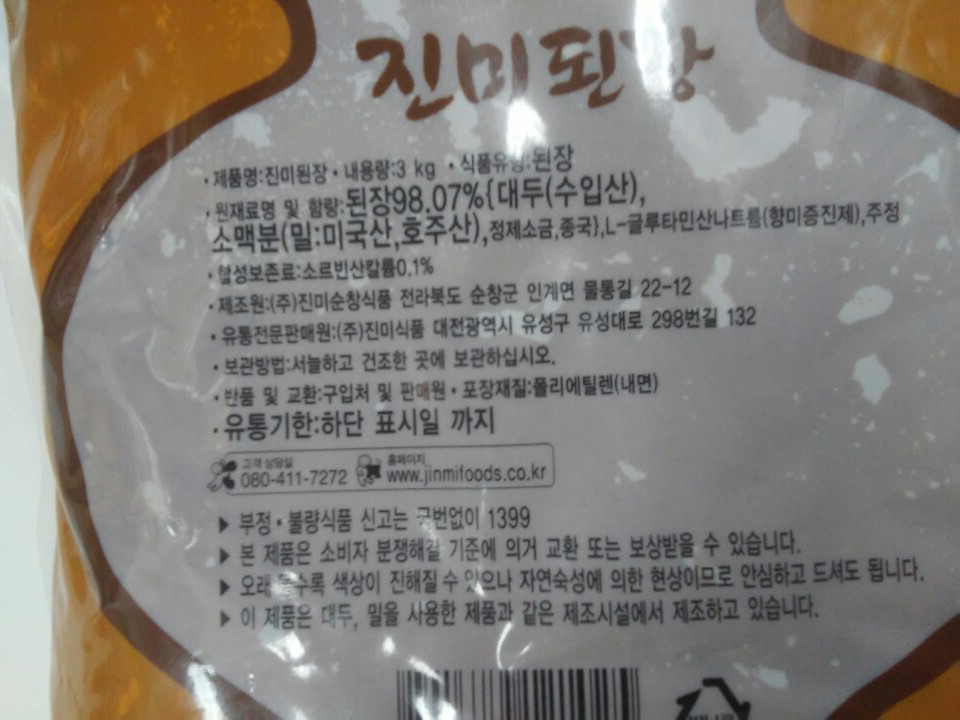 진미된장
· 제품명:진미된장 · 내용량:3 kg · 식품유형:된장
· 원재료명 및 함량:된장98.07%{대두(수입산),
소맥분(밀:미국산,호주산),정제소금,중국},L-글루타민산나트륨(향미증진제),주정
· 합성보존료:소르빈산칼륨0.1%
· 제조원:(주)진미순창식품 전라북도 순창군 인계면 물통길 22-12
· 유통전문판매원:(주)진미식품 대전광역시 유성구 유성대로 298번길 132
· 보관방법:서늘하고 건조한 곳에 보관하십시오.
· 반품 및 교환:구입처 및 판매원 · 포장재질:폴리에틸렌(내면)
· 유통기한:하단 표시일 까지
고객 상담실
080-411-7272
홈페이지
www.jinmifoods.co.kr
▶ 부정 · 불량식품 신고는 국번없이 1399
▶ 본 제품은 소비자 분쟁해결 기준에 의거 교환 또는 보상받을 수 있습니다.
▶ 오래 둘수록 색상이 진해질 수 있으나 자연숙성에 의한 현상이므로 안심하고 드셔도 됩니다.
▶ 이 제품은 대두, 밀을 사용한 제품과 같은 제조시설에서 제조하고 있습니다.